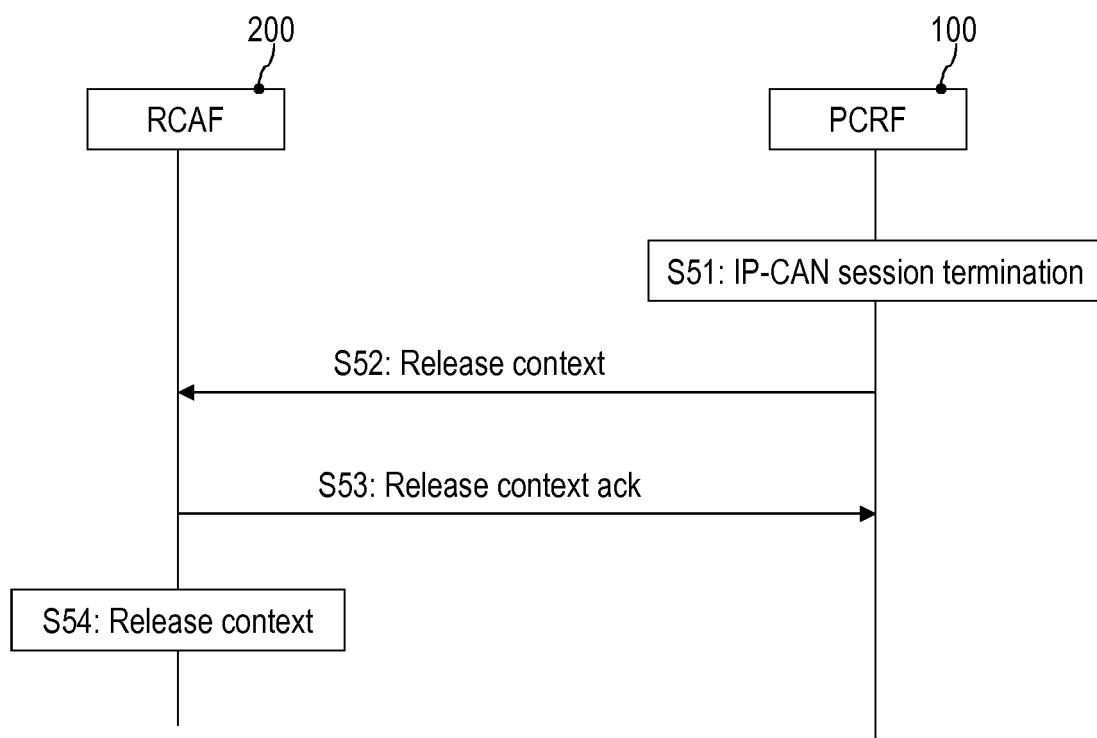 200
100
RCAF
PCRF
S51: IP-CAN session termination
S52: Release context
S53: Release context ack
S54: Release context